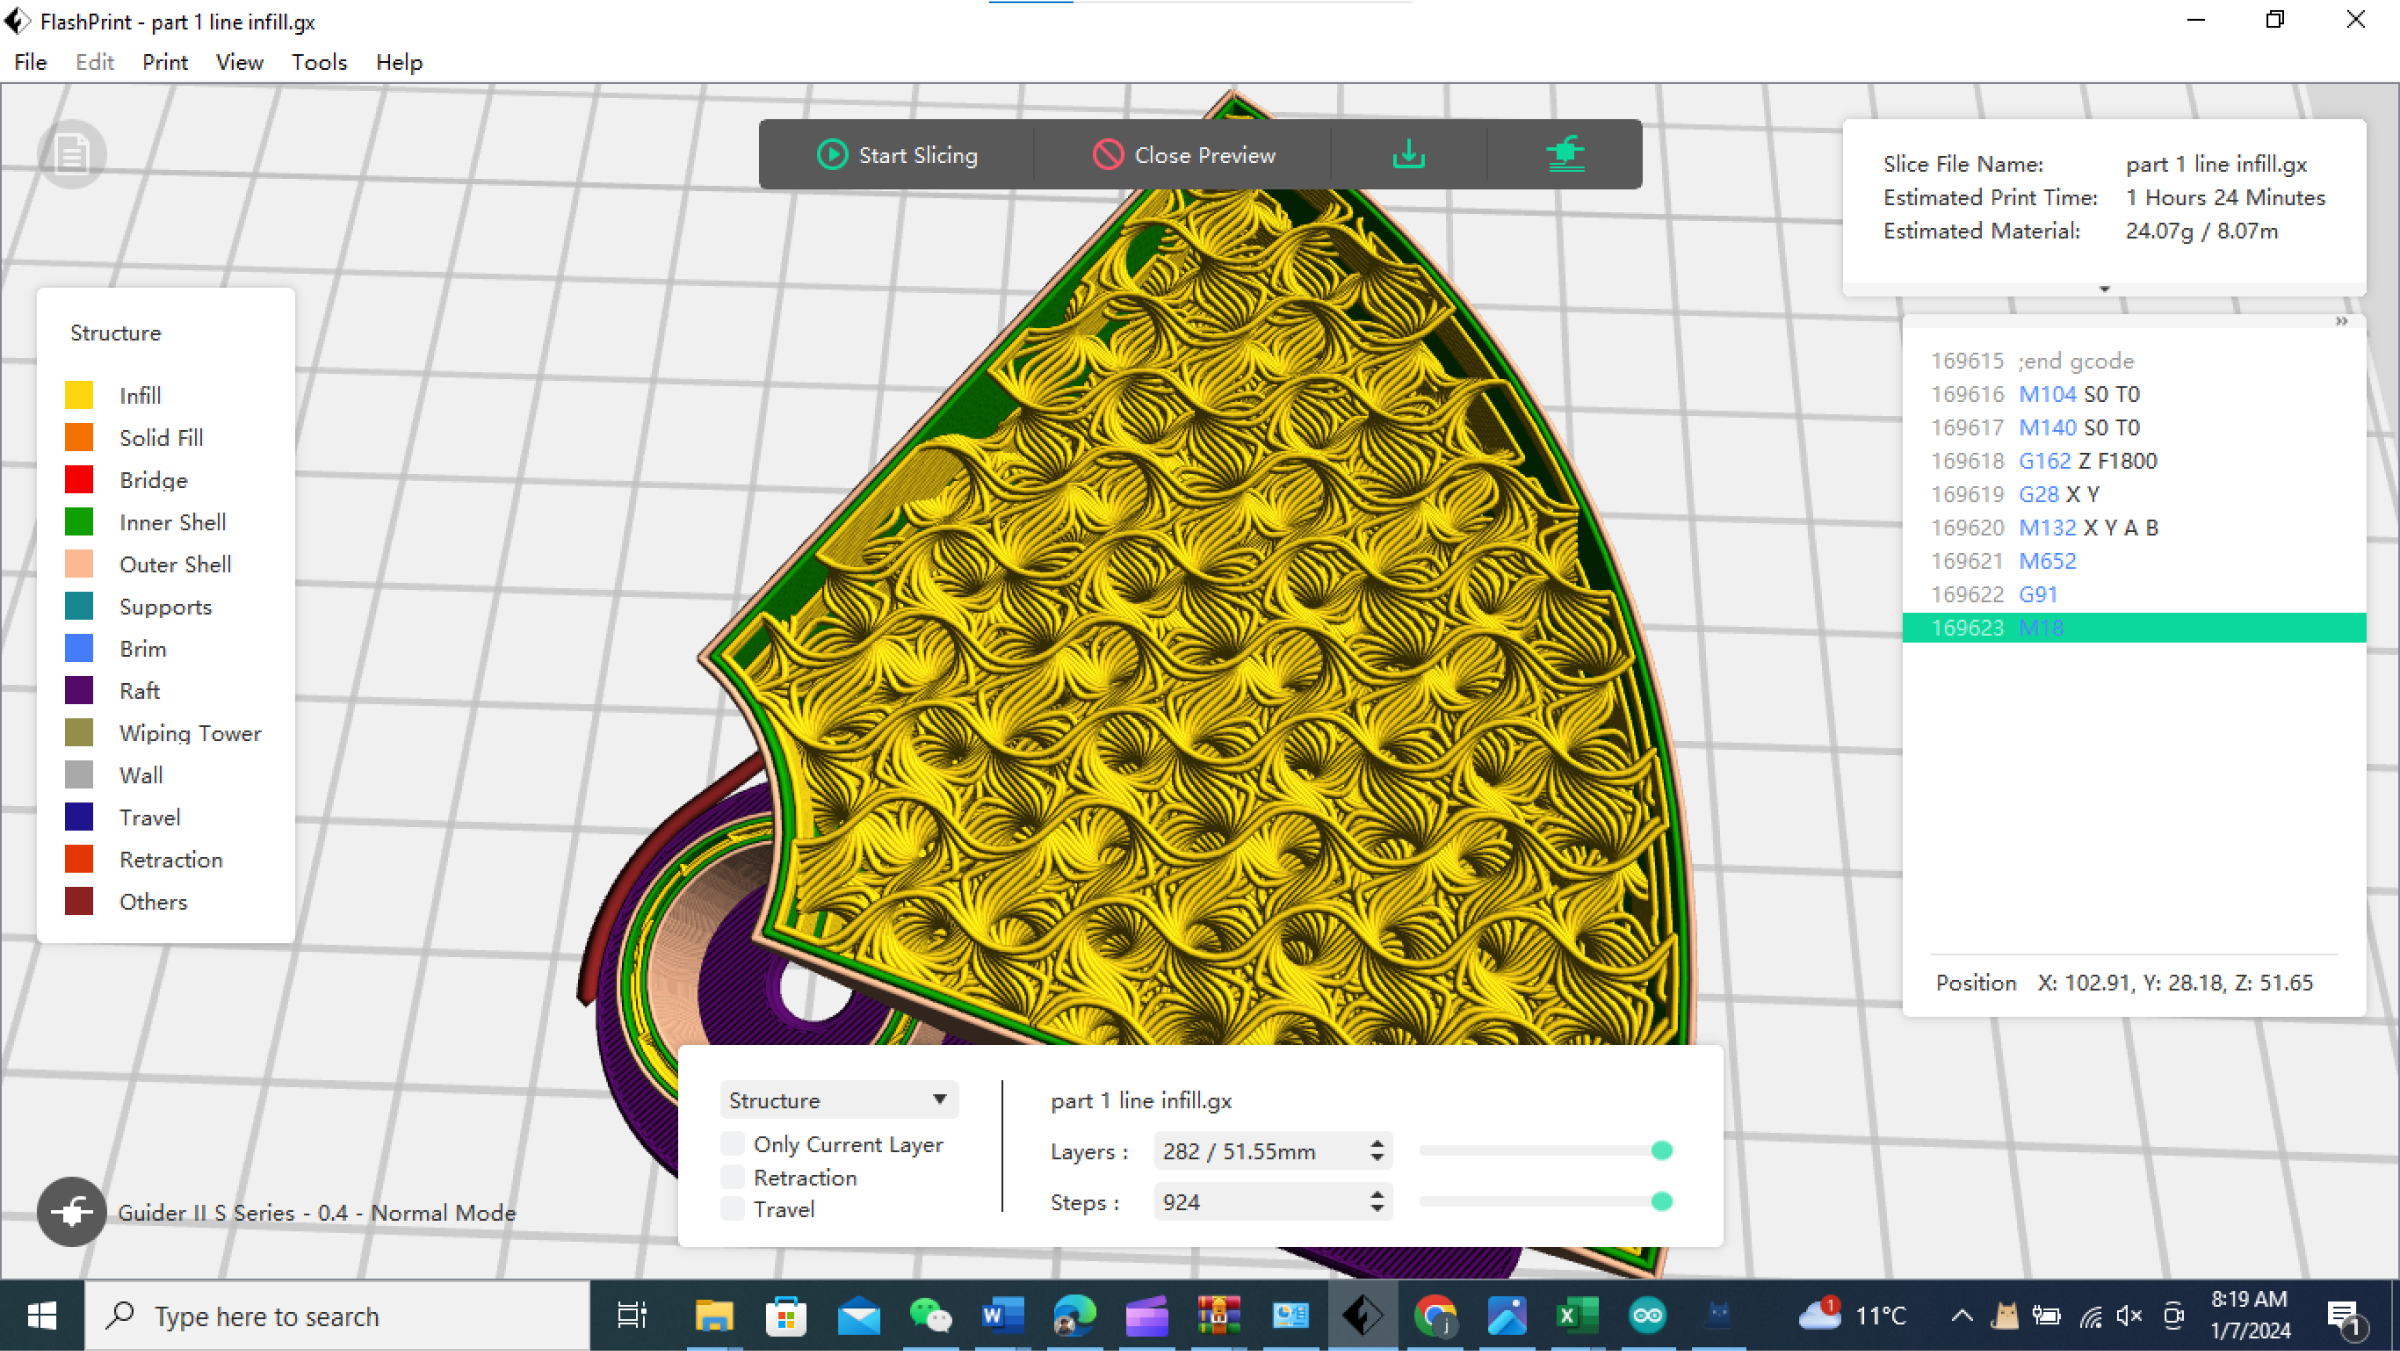 FlashPrint - part 1 line infill.gx
File Edit Print View Tools Help
Start Slicing
Close Preview
Slice File Name: part 1 line infill.gx
Estimated Print Time: 1 Hours 24 Minutes
Estimated Material: 24.07g / 8.07m
Structure
Infill
Solid Fill
Bridge
Inner Shell
Outer Shell
Supports
Brim
Raft
Wiping Tower
Wall
Travel
Retraction
Others
»
169615 ;end gcode
169616 M104 S0 T0
169617 M140 S0 T0
169618 G162 Z F1800
169619 G28 X Y
169620 M132 X Y A B
169621 M652
169622 G91
169623 M18
Position X: 102.91, Y: 28.18, Z: 51.65
Structure
Only Current Layer
Retraction
Travel
part 1 line infill.gx
Layers : 282 / 51.55mm
Steps : 924
Guider II S Series - 0.4 - Normal Mode
Type here to search
W
j
X
1
11°C
8:19 AM
1/7/2024
1